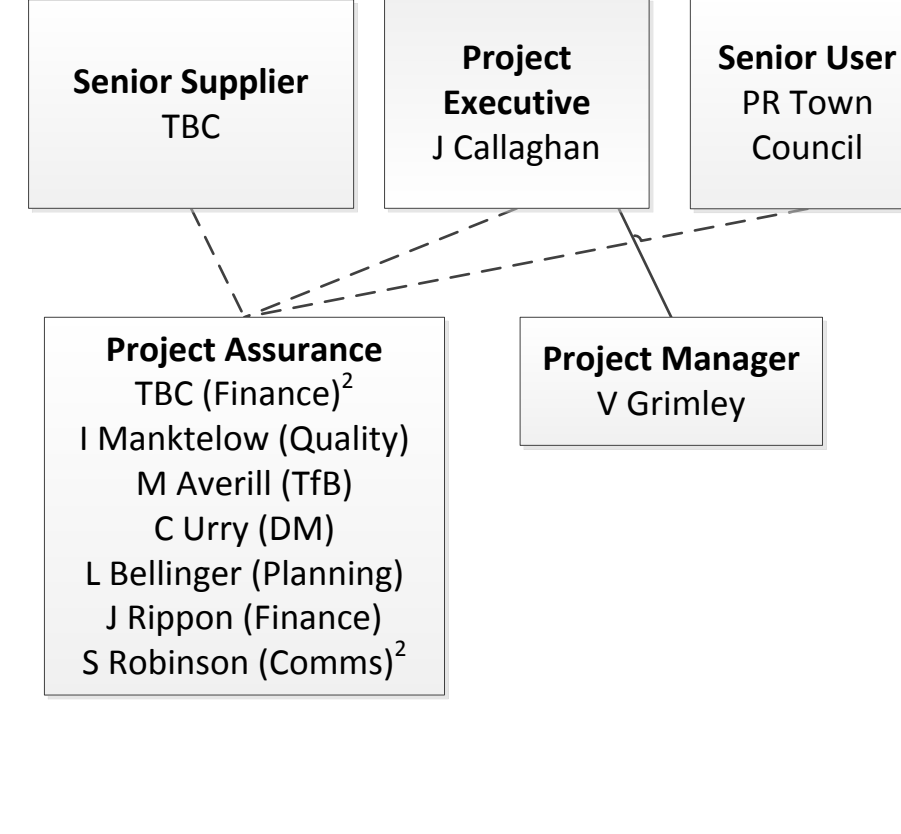 Senior Supplier
TBC
Project
Executive
J Callaghan
Senior User
PR Town
Council
Project Assurance
TBC (Finance)²
I Manktelow (Quality)
M Averill (TfB)
C Urry (DM)
L Bellinger (Planning)
J Rippon (Finance)
S Robinson (Comms)²
Project Manager
V Grimley